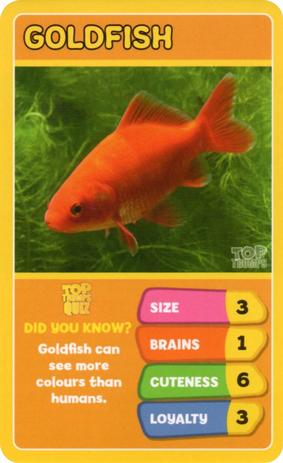 GOLDFISH
TOP
TRUMPS
TOP
TRUMPS
QUIZ
DID YOU KNOW?
Goldfish can
see more
colours than
humans.
SIZE 3
BRAINS 1
CUTENESS 6
LOYALTY 3